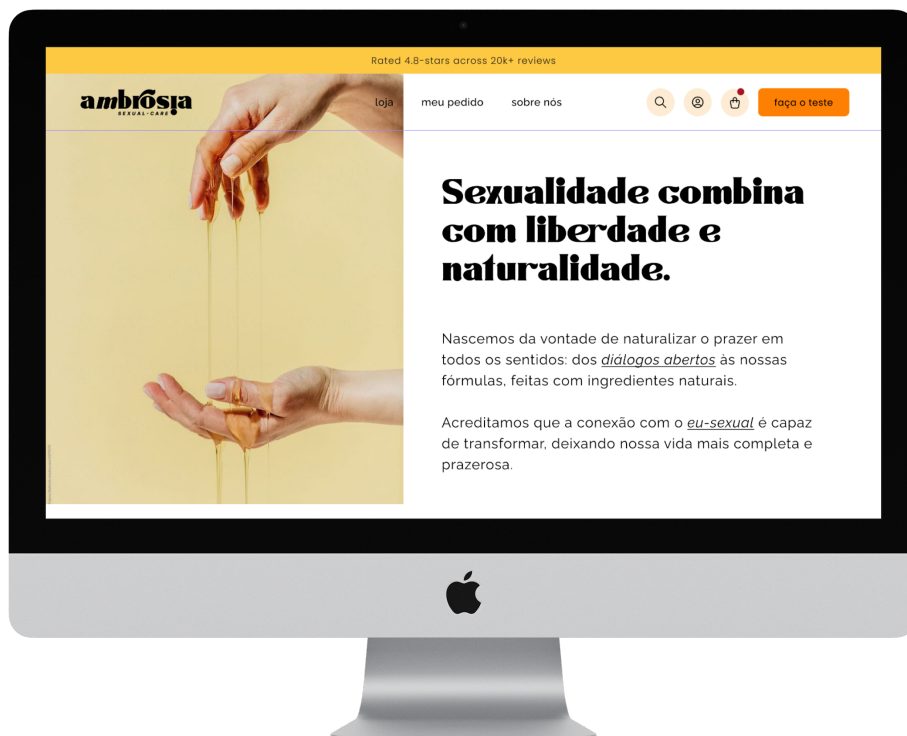 Rated 4.8-stars across 20k+ reviews
ambrosia
SEXUAL-CARE
loja
meu pedido
sobre nós
faça o teste
Sexualidade combina
com liberdade e
naturalidade.
Nascemos da vontade de naturalizar o prazer em
todos os sentidos: dos diálogos abertos às nossas
fórmulas, feitas com ingredientes naturais.
Acreditamos que a conexão com o eu-sexual é capaz
de transformar, deixando nossa vida mais completa e
prazerosa.